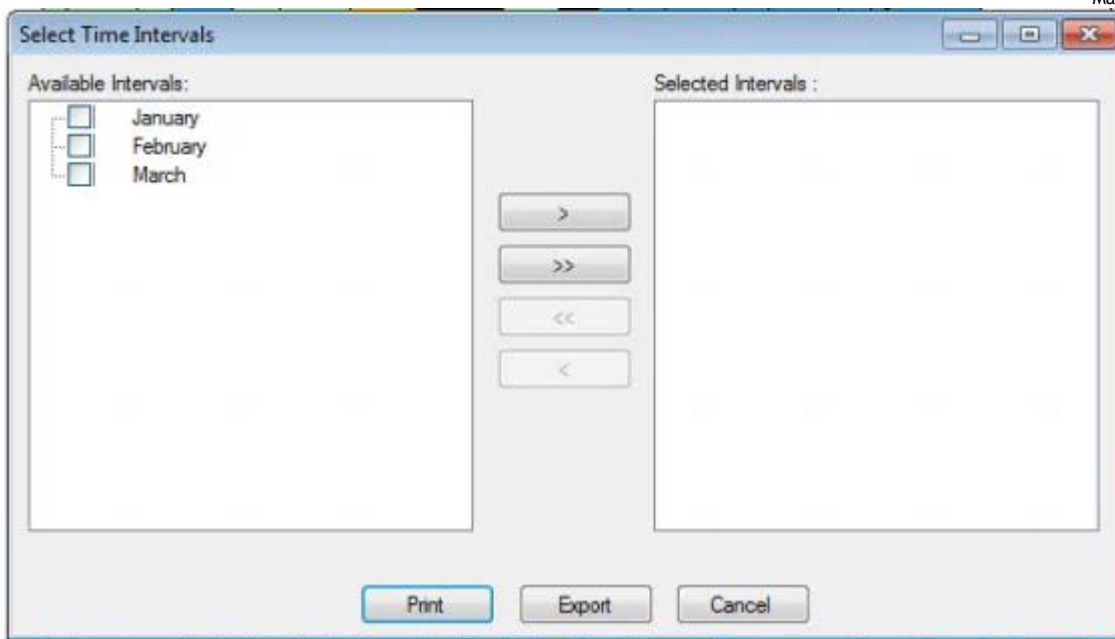 Select Time Intervals
Available Intervals:
Selected Intervals :
January
February
March
>
>>
<<
<
Print
Export
Cancel